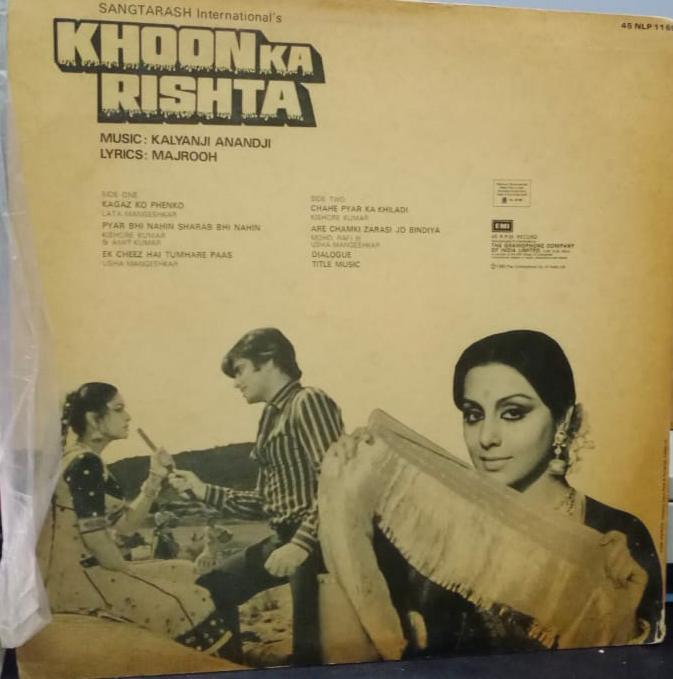 SANGTARASH International's
45 NLP 116
KHOON KA
RISHTA
MUSIC: KALYANJI ANANDJI
LYRICS: MAJROOH
SIDE ONE
KAGAZ KO PHENKO
LATA MANGESHKAR
PYAR BHI NAHIN SHARAB BHI NAHIN
KISHORE KUMAR
& AMIT KUMAR
EK CHEEZ HAI TUMHARE PAAS
USHA MANGESHKAR
SIDE TWO
CHAHE PYAR KA KHILADI
KISHORE KUMAR
ARE CHAMKI ZARASI JO BINDIYA
MOHD. RAFI &
USHA MANGESHKAR
DIALOGUE
TITLE MUSIC
EMI
45 R.P.M. RECORD
THE GRAMOPHONE COMPANY
OF INDIA LIMITED